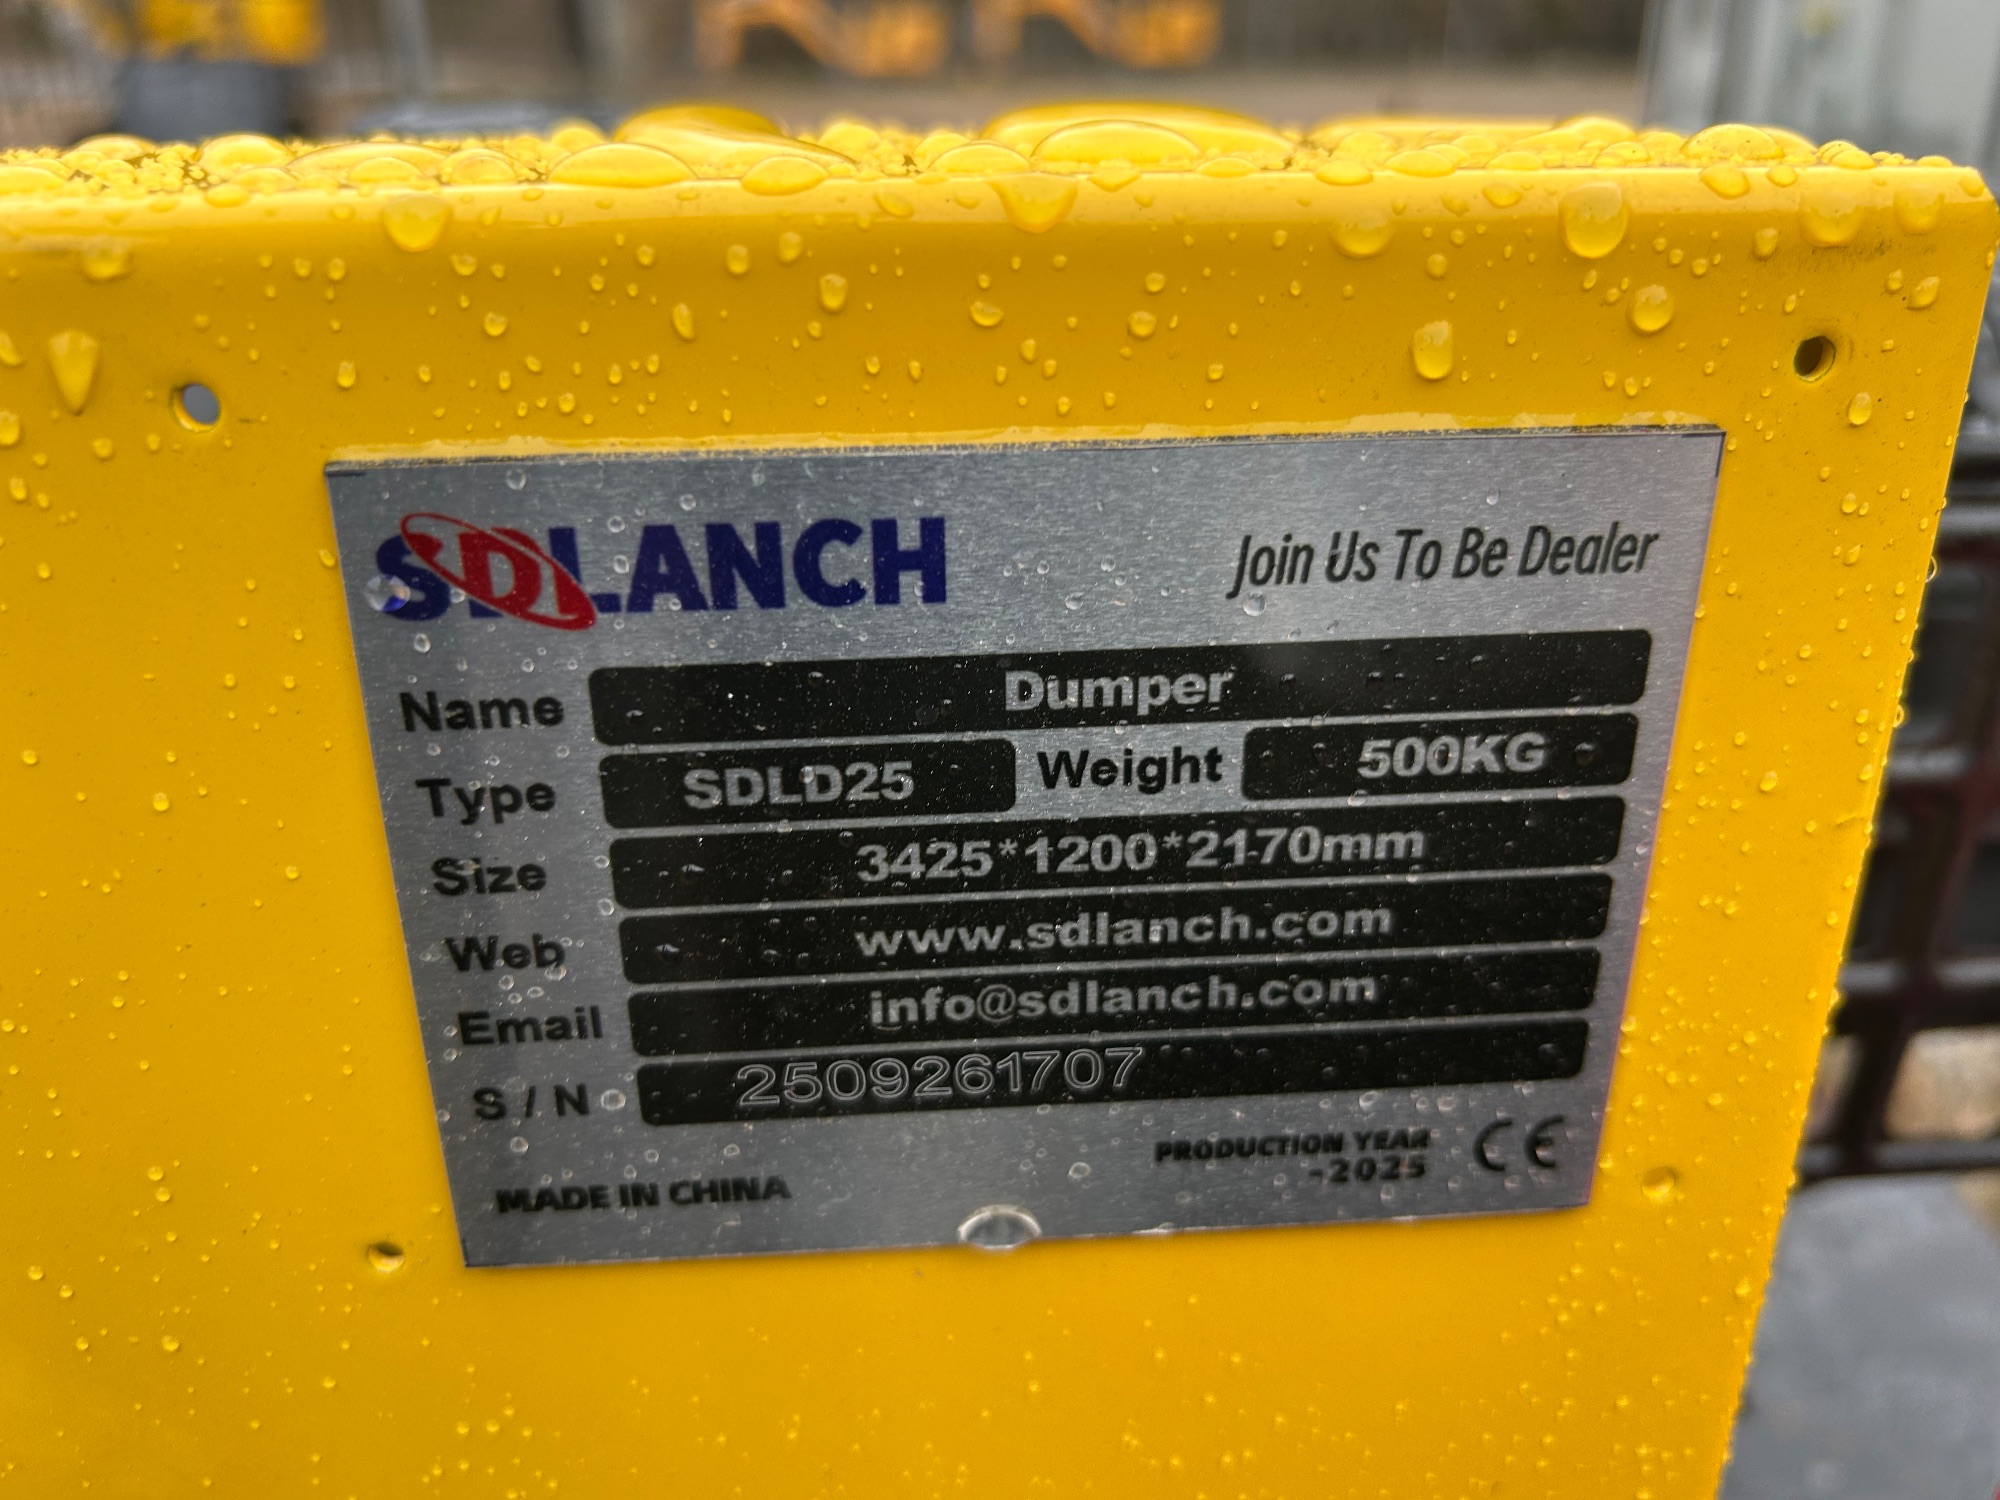 SDLANCH Join Us To Be Dealer
Name Dumper
Type SDLD25 Weight 500KG
Size 3425*1200*2170mm
Web www.sdlanch.com
Email info@sdlanch.com
S/N 2509261707
MADE IN CHINA PRODUCTION YEAR CE
-2025